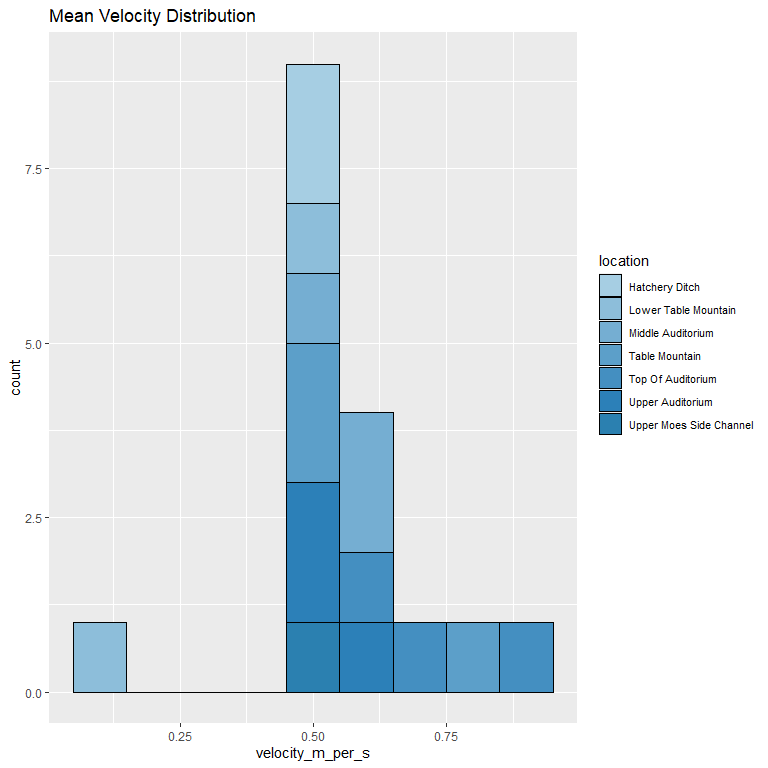 Mean Velocity Distribution
7.5
5.0
2.5
0.0
count
0.25 0.50 0.75
velocity_m_per_s
location
Hatchery Ditch
Lower Table Mountain
Middle Auditorium
Table Mountain
Top Of Auditorium
Upper Auditorium
Upper Moes Side Channel